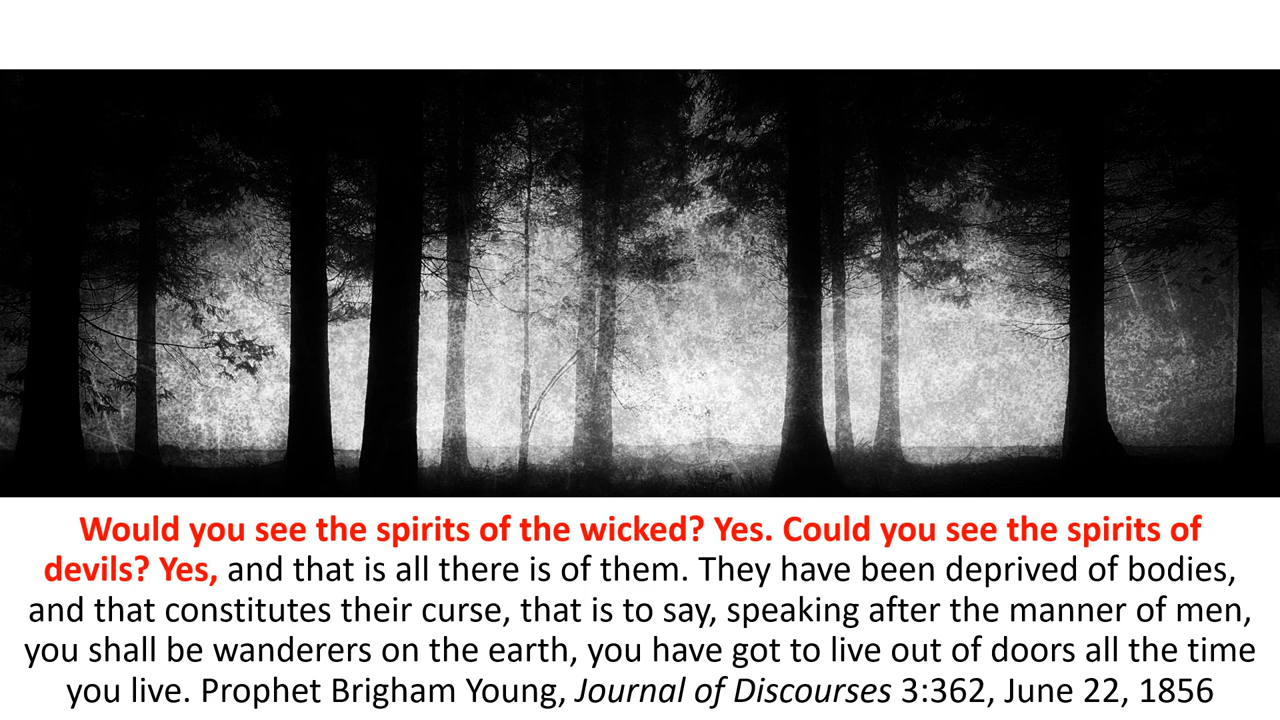 Would you see the spirits of the wicked? Yes. Could you see the spirits of
devils? Yes, and that is all there is of them. They have been deprived of bodies,
and that constitutes their curse, that is to say, speaking after the manner of men,
you shall be wanderers on the earth, you have got to live out of doors all the time
you live. Prophet Brigham Young, Journal of Discourses 3:362, June 22, 1856